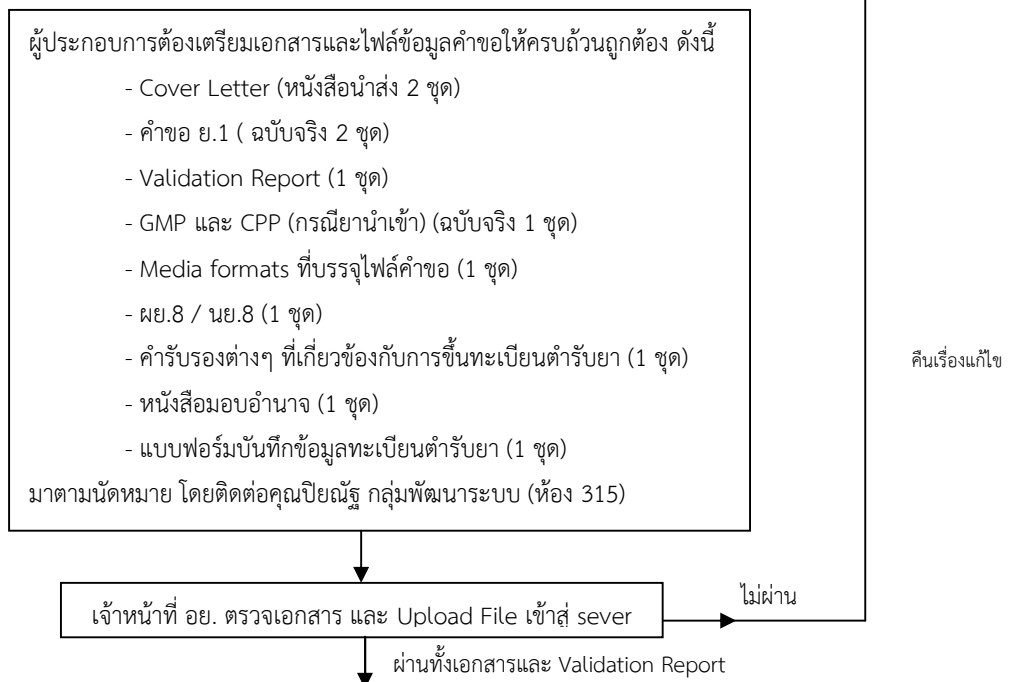 ผู้ประกอบการต้องเตรียมเอกสารและไฟล์ข้อมูลคำขอให้ครบถ้วนถูกต้อง ดังนี้
- Cover Letter (หนังสือนำส่ง 2 ชุด)
- คำขอ ย.1 ( ฉบับจริง 2 ชุด)
- Validation Report (1 ชุด)
- GMP และ CPP (กรณียานำเข้า) (ฉบับจริง 1 ชุด)
- Media formats ที่บรรจุไฟล์คำขอ (1 ชุด)
- ผย.8 / นย.8 (1 ชุด)
- คำรับรองต่างๆ ที่เกี่ยวข้องกับการขึ้นทะเบียนตำรับยา (1 ชุด)
คืนเรื่องแก้ไข
- หนังสือมอบอำนาจ (1 ชุด)
- แบบฟอร์มบันทึกข้อมูลทะเบียนตำรับยา (1 ชุด)
มาตามนัดหมาย โดยติดต่อคุณปิยณัฐ กลุ่มพัฒนาระบบ (ห้อง 315)
เจ้าหน้าที่ อย. ตรวจเอกสาร และ Upload File เข้าสู่ sever
ไม่ผ่าน
ผ่านทั้งเอกสารและ Validation Report